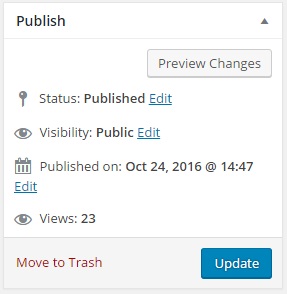 Publish
Preview Changes
Status: Published Edit
Visibility: Public Edit
Published on: Oct 24, 2016 @ 14:47
Edit
Views: 23
Move to Trash
Update